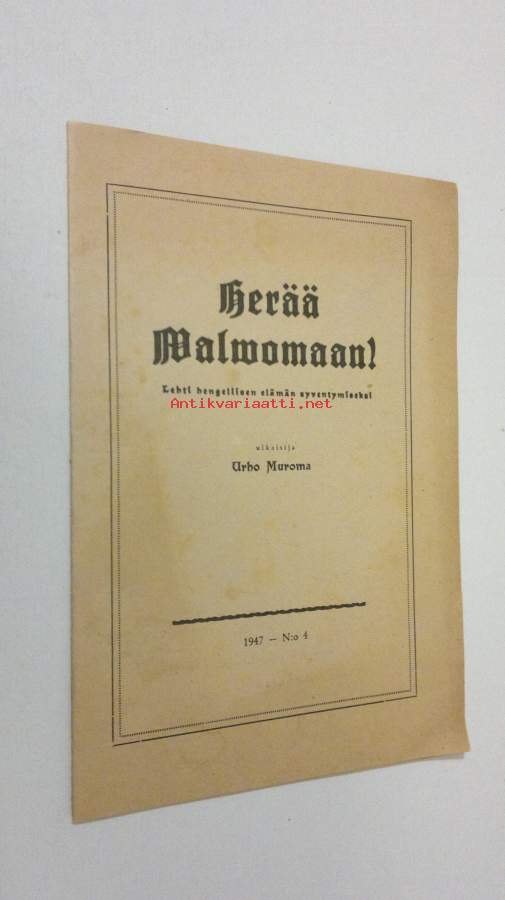 Herää
Walwomaan!
Lehti hengellisen elämän syventymiseksi
Antikvariaatti.net
ulkaisija
Urho Muroma
1947 — N:o 4